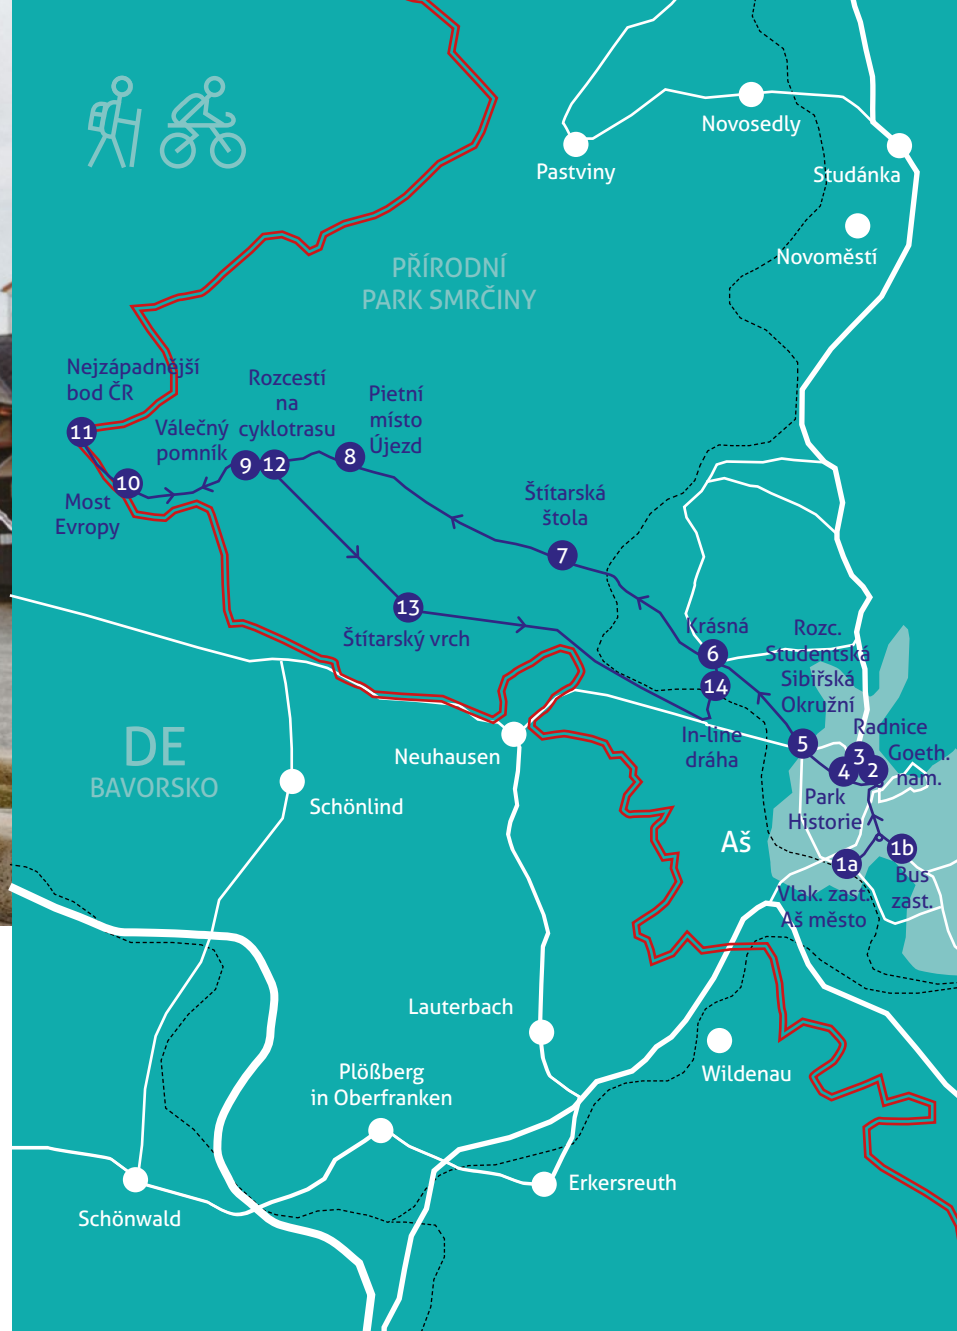 Novosedly
Pastviny
Studánka
Novoměstí
PŘÍRODNÍ
PARK SMRČINY
Nejzápadnější
bod ČR
11
Válečný
pomník
Rozcestí
na
cyklotrasu
Pietní
místo
Újezd
9
12
8
10
Most
Evropy
Štítarská
štola
7
13
Štítarský vrch
Krásná
6
14
In-line
dráha
Rozc.
Studentská
Sibiřská
Okružní
5
Radnice
3
Goeth.
nam.
4
2
Park
Historie
Aš
1a
1b
Vlak. zast.
Aš město
Bus
zast.
DE
BAVORSKO
Neuhausen
Schönlind
Lauterbach
Wildenau
Plößberg
in Oberfranken
Erkersreuth
Schönwald